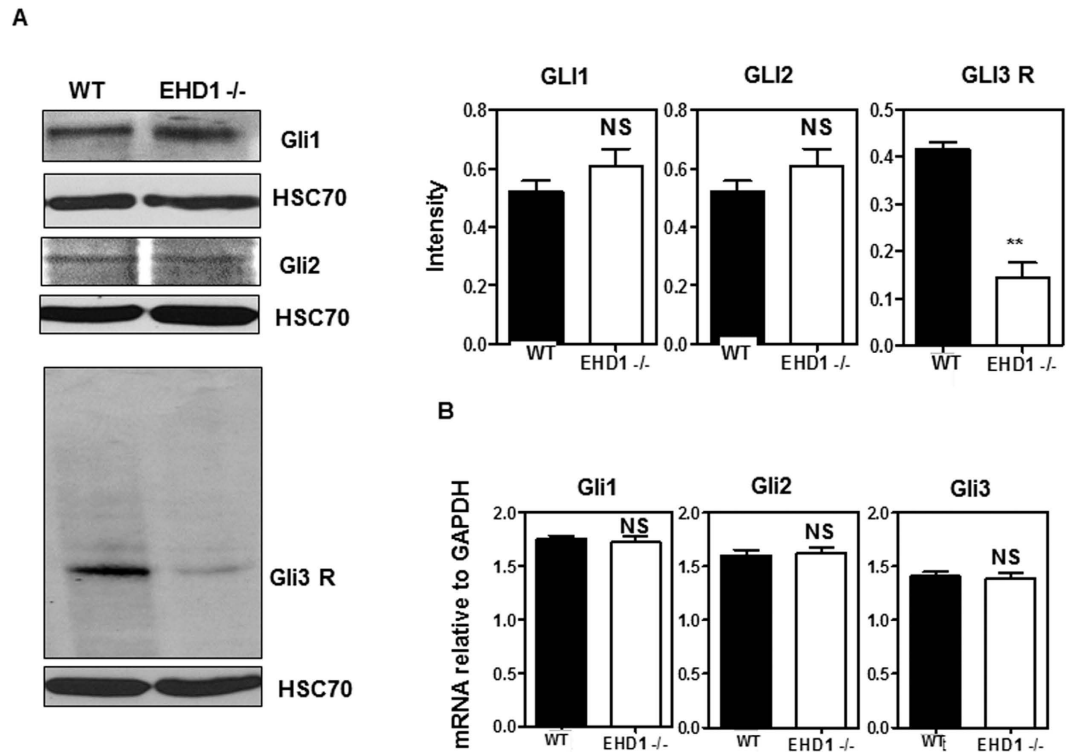 A
WT EHD1 -/-
Gli1
HSC70
Gli2
HSC70
Gli3 R
HSC70
Intensity
GLI1
0.8
0.6
0.4
0.2
0.0
NS
WT
EHD1 -/-
GLI2
0.8
0.6
0.4
0.2
0.0
NS
WT
EHD1 -/-
GLI3 R
0.5
0.4
0.5
0.2
0.1
0.0
**
WT
EHD1 -/-
B
mRNA relative to GAPDH
Gli1
2.0
1.5
1.0
1.5
0.0
NS
WT
EHD1 -/-
Gli2
2.0
1.5
1.0
1.5
0.0
NS
WT
EHD1 -/-
Gli3
2.0
1.5
1.0
1.5
0.0
NS
WT
EHD1 -/-